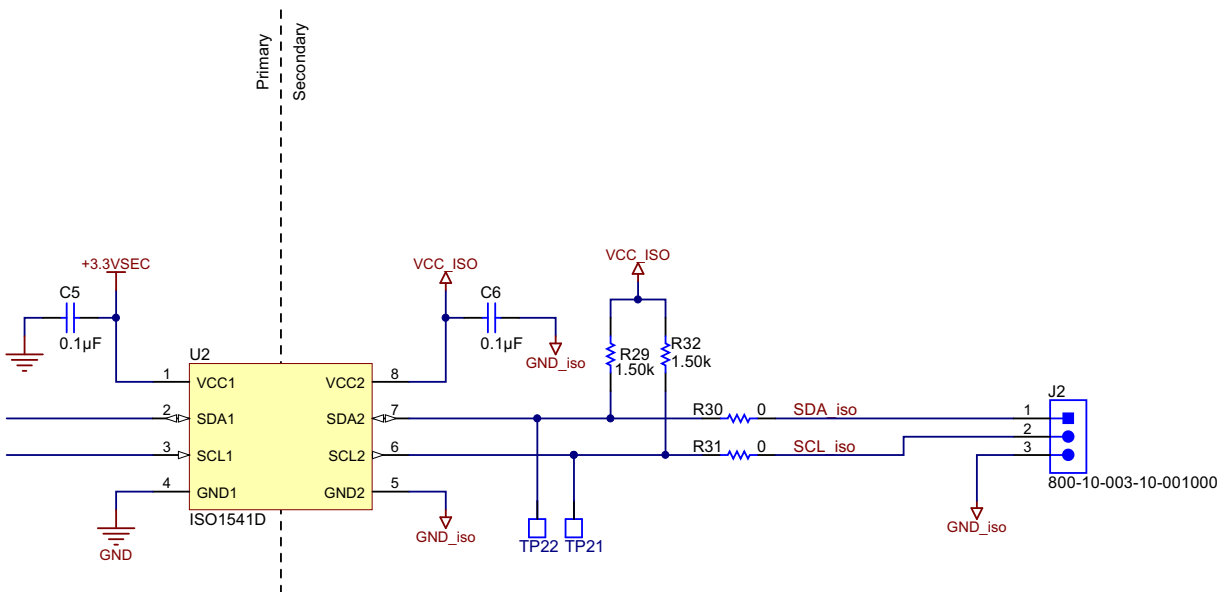 Primary
Secondary
+3.3VSEC
VCC_ISO
VCC_ISO
C5
0.1µF
C6
0.1µF
GND_iso
R29
1.50k
R32
1.50k
U2
1 VCC1 VCC2 8
2 SDA1 SDA2 7
3 SCL1 SCL2 6
4 GND1 GND2 5
ISO1541D
GND
GND_iso
TP22 TP21
R30 0 SDA_iso
R31 0 SCL_iso
J2
1
2
3
800-10-003-10-001000
GND_iso